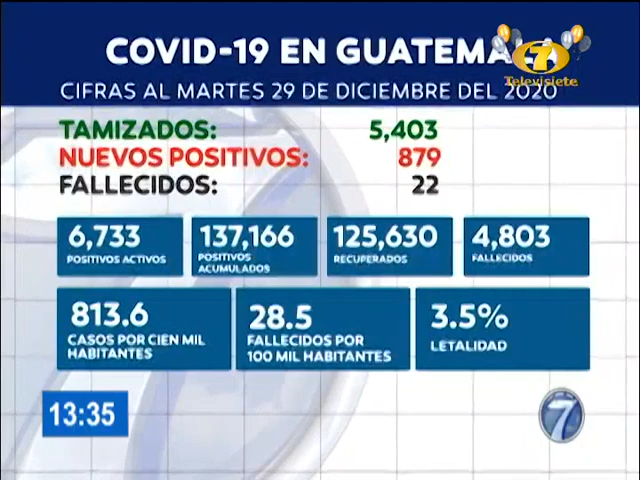 COVID-19 EN GUATEMALA
7
Televisiete
CIFRAS AL MARTES 29 DE DICIEMBRE DEL 2020
TAMIZADOS: 5,403
NUEVOS POSITIVOS: 879
FALLECIDOS: 22
6,733
POSITIVOS ACTIVOS
137,166
POSITIVOS
ACUMULADOS
125,630
RECUPERADOS
4,803
FALLECIDOS
813.6
CASOS POR CIEN MIL
HABITANTES
28.5
FALLECIDOS POR
100 MIL HABITANTES
3.5%
LETALIDAD
13:35
7